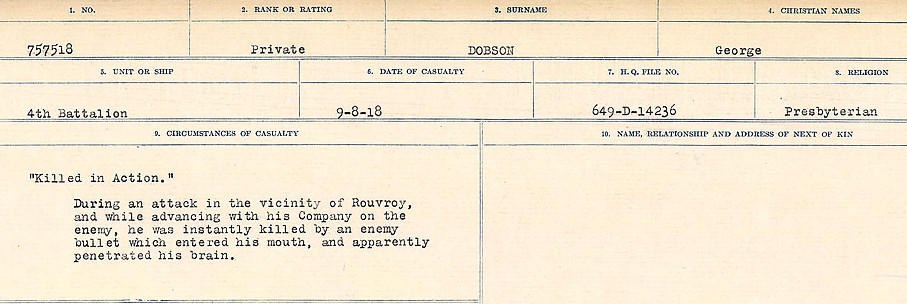 1. NO. 2. RANK OR RATING 3. SURNAME 4. CHRISTIAN NAMES
757518 Private DOBSON George
5. UNIT OR SHIP 6. DATE OF CASUALTY 7. H.Q. FILE NO. 8. RELIGION
4th Battalion 9-8-18 649-D-14236 Presbyterian
9. CIRCUMSTANCES OF CASUALTY 10. NAME, RELATIONSHIP AND ADDRESS OF NEXT OF KIN
"Killed in Action."
During an attack in the vicinity of Rouvroy,
and while advancing with his Company on the
enemy, he was instantly killed by an enemy
bullet which entered his mouth, and apparently
penetrated his brain.